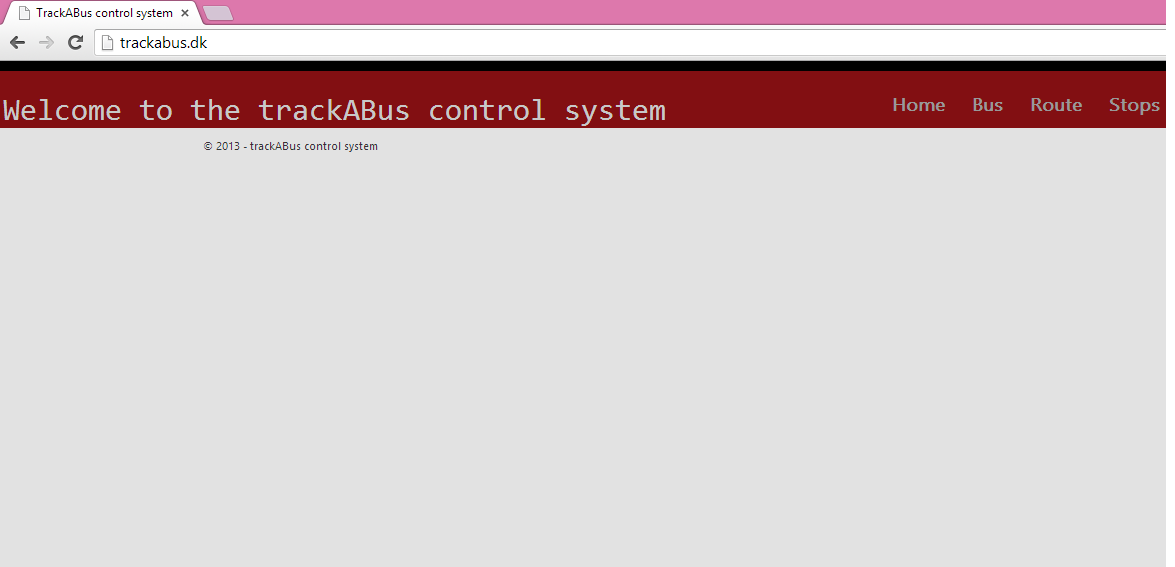 TrackABus control system
trackabus.dk
Welcome to the trackABus control system
Home Bus Route Stops
© 2013 - trackABus control system